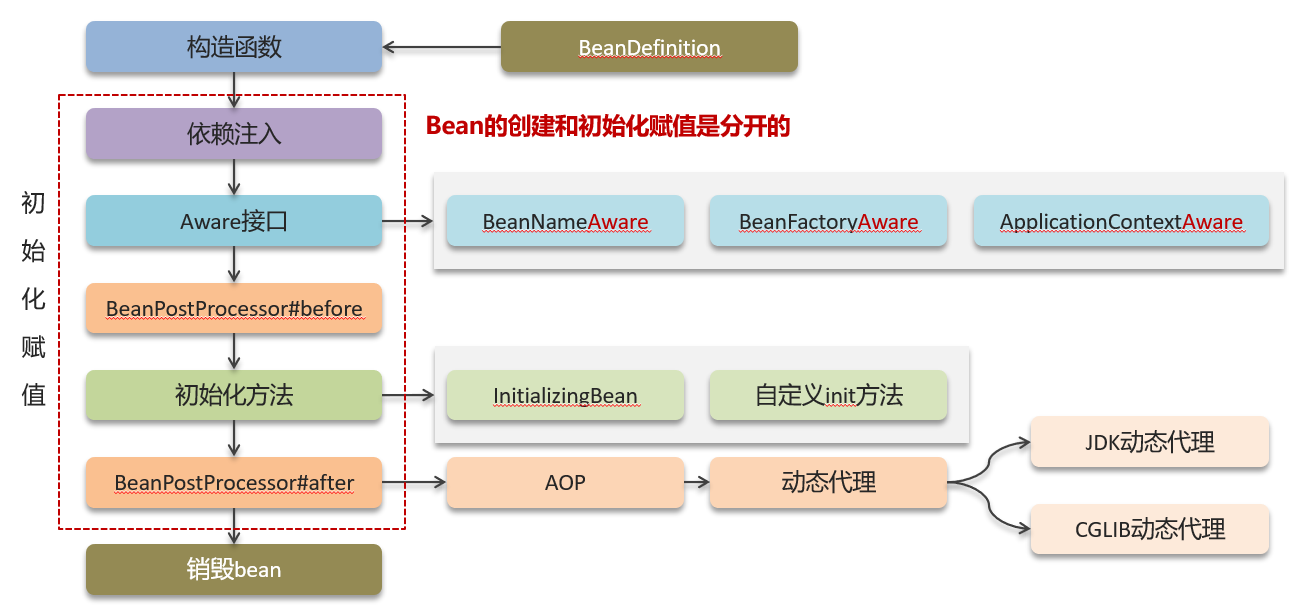 构造函数
BeanDefinition
依赖注入
Bean的创建和初始化赋值是分开的
初始化赋值
Aware接口
BeanNameAware
BeanFactoryAware
ApplicationContextAware
BeanPostProcessor#before
初始化方法
InitializingBean
自定义init方法
BeanPostProcessor#after
AOP
动态代理
JDK动态代理
CGLIB动态代理
销毁bean